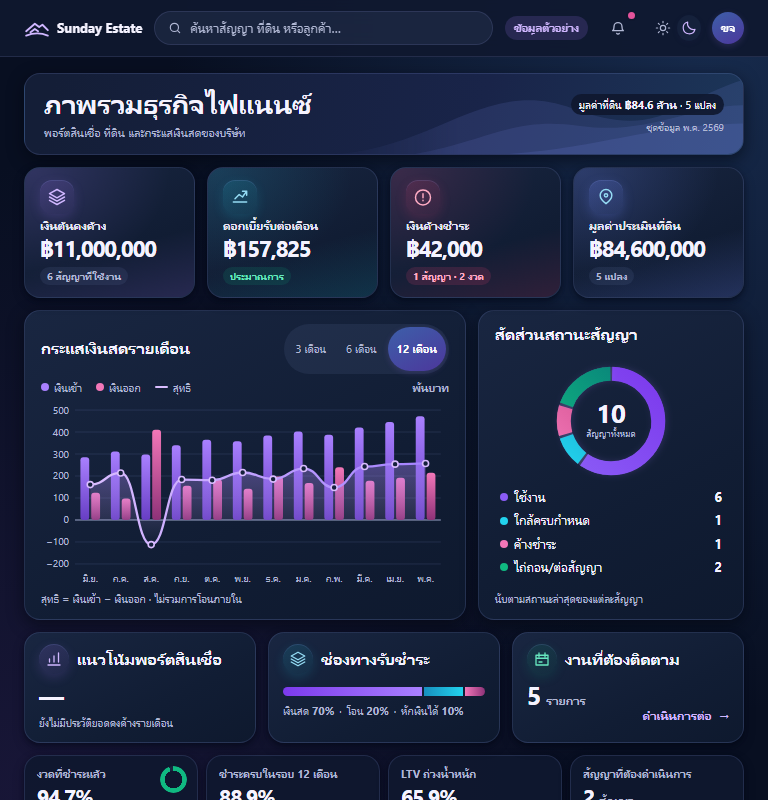 Sunday Estate
ค้นหาสัญญา ที่ดิน หรือลูกค้า...
ข้อมูลตัวอย่าง
ขจ
ภาพรวมธุรกิจไฟแนนซ์
พอร์ตสินเชื่อ ที่ดิน และกระแสเงินสดของบริษัท
มูลค่าที่ดิน ฿84.6 ล้าน · 5 แปลง
ชุดข้อมูล พ.ค. 2569
เงินต้นคงค้าง
฿11,000,000
6 สัญญาที่ใช้งาน
ดอกเบี้ยรับต่อเดือน
฿157,825
ประมาณการ
เงินค้างชำระ
฿42,000
1 สัญญา · 2 งวด
มูลค่าประเมินที่ดิน
฿84,600,000
5 แปลง
กระแสเงินสดรายเดือน
3 เดือน 6 เดือน 12 เดือน
เงินเข้า เงินออก สุทธิ
พันบาท
500
400
300
200
100
0
−100
−200
มิ.ย. ก.ค. ส.ค. ก.ย. ต.ค. พ.ย. ธ.ค. ม.ค. ก.พ. มี.ค. เม.ย. พ.ค.
สุทธิ = เงินเข้า − เงินออก · ไม่รวมการโอนภายใน
สัดส่วนสถานะสัญญา
10
สัญญาทั้งหมด
ใช้งาน 6
ใกล้ครบกำหนด 1
ค้างชำระ 1
ไถ่ถอน/ต่อสัญญา 2
นับตามสถานะล่าสุดของแต่ละสัญญา
แนวโน้มพอร์ตสินเชื่อ
—
ยังไม่มีประวัติยอดคงค้างรายเดือน
ช่องทางรับชำระ
เงินสด 70% · โอน 20% · หักเงินได้ 10%
งานที่ต้องติดตาม
5 รายการ
ดำเนินการต่อ →
งวดที่ชำระแล้ว
94.7%
ชำระครบในรอบ 12 เดือน
88.9%
LTV ถ่วงน้ำหนัก
65.9%
สัญญาที่ต้องดำเนินการ
2 สัญญา